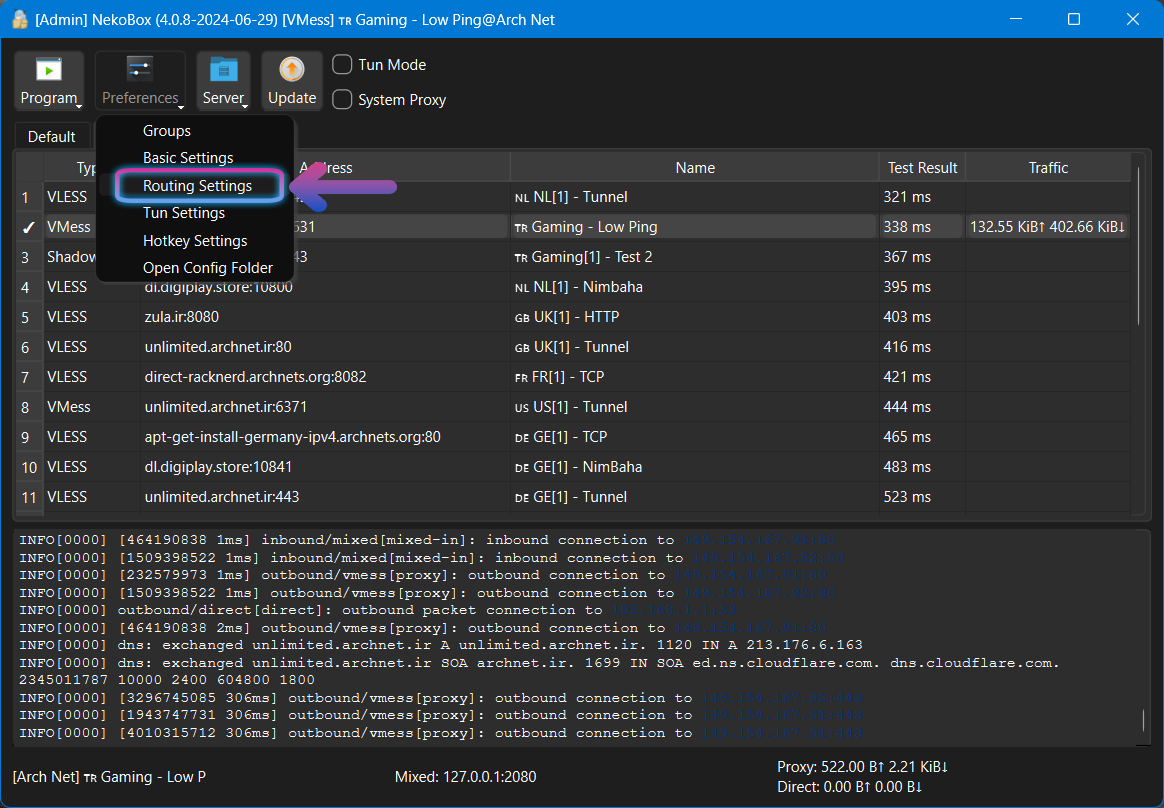 [Admin] NekoBox (4.0.8-2024-06-29) [VMess] TR Gaming - Low Ping@Arch Net
Program
Preferences
Server
Update
Tun Mode
System Proxy
Default
Groups
Basic Settings
Routing Settings
Tun Settings
Hotkey Settings
Open Config Folder
Name Test Result Traffic
1 VLESS NL NL[1] - Tunnel 321 ms
✓ VMess 631 TR Gaming - Low Ping 338 ms 132.55 KiB↑ 402.66 KiB↓
3 Shadow 43 TR Gaming[1] - Test 2 367 ms
4 VLESS dl.digiplay.store:10800 NL NL[1] - Nimbaha 395 ms
5 VLESS zula.ir:8080 GB UK[1] - HTTP 403 ms
6 VLESS unlimited.archnet.ir:80 GB UK[1] - Tunnel 416 ms
7 VLESS direct-racknerd.archnets.org:8082 FR FR[1] - TCP 421 ms
8 VMess unlimited.archnet.ir:6371 US US[1] - Tunnel 444 ms
9 VLESS apt-get-install-germany-ipv4.archnets.org:80 DE GE[1] - TCP 465 ms
10 VLESS dl.digiplay.store:10841 DE GE[1] - NimBaha 483 ms
11 VLESS unlimited.archnet.ir:443 DE GE[1] - Tunnel 523 ms
INFO[0000] [464190838 1ms] inbound/mixed[mixed-in]: inbound connection to
INFO[0000] [1509398522 1ms] inbound/mixed[mixed-in]: inbound connection to
INFO[0000] [232579973 1ms] outbound/vmess[proxy]: outbound connection to
INFO[0000] [1509398522 1ms] outbound/vmess[proxy]: outbound connection to
INFO[0000] outbound/direct[direct]: outbound packet connection to
INFO[0000] [464190838 2ms] outbound/vmess[proxy]: outbound connection to
INFO[0000] dns: exchanged unlimited.archnet.ir A unlimited.archnet.ir. 1120 IN A 213.176.6.163
INFO[0000] dns: exchanged unlimited.archnet.ir SOA archnet.ir. 1699 IN SOA ed.ns.cloudflare.com. dns.cloudflare.com.
2345011787 10000 2400 604800 1800
INFO[0000] [3296745085 306ms] outbound/vmess[proxy]: outbound connection to
INFO[0000] [1943747731 306ms] outbound/vmess[proxy]: outbound connection to
INFO[0000] [4010315712 306ms] outbound/vmess[proxy]: outbound connection to
[Arch Net] TR Gaming - Low P
Mixed: 127.0.0.1:2080
Proxy: 522.00 B↑ 2.21 KiB↓
Direct: 0.00 B↑ 0.00 B↓